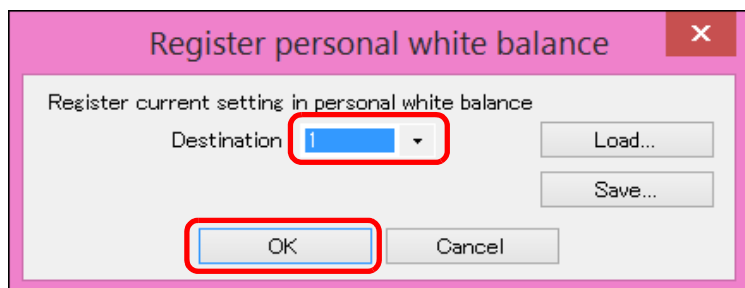 Register personal white balance
Register current setting in personal white balance
Destination 1 Load...
Save...
OK Cancel